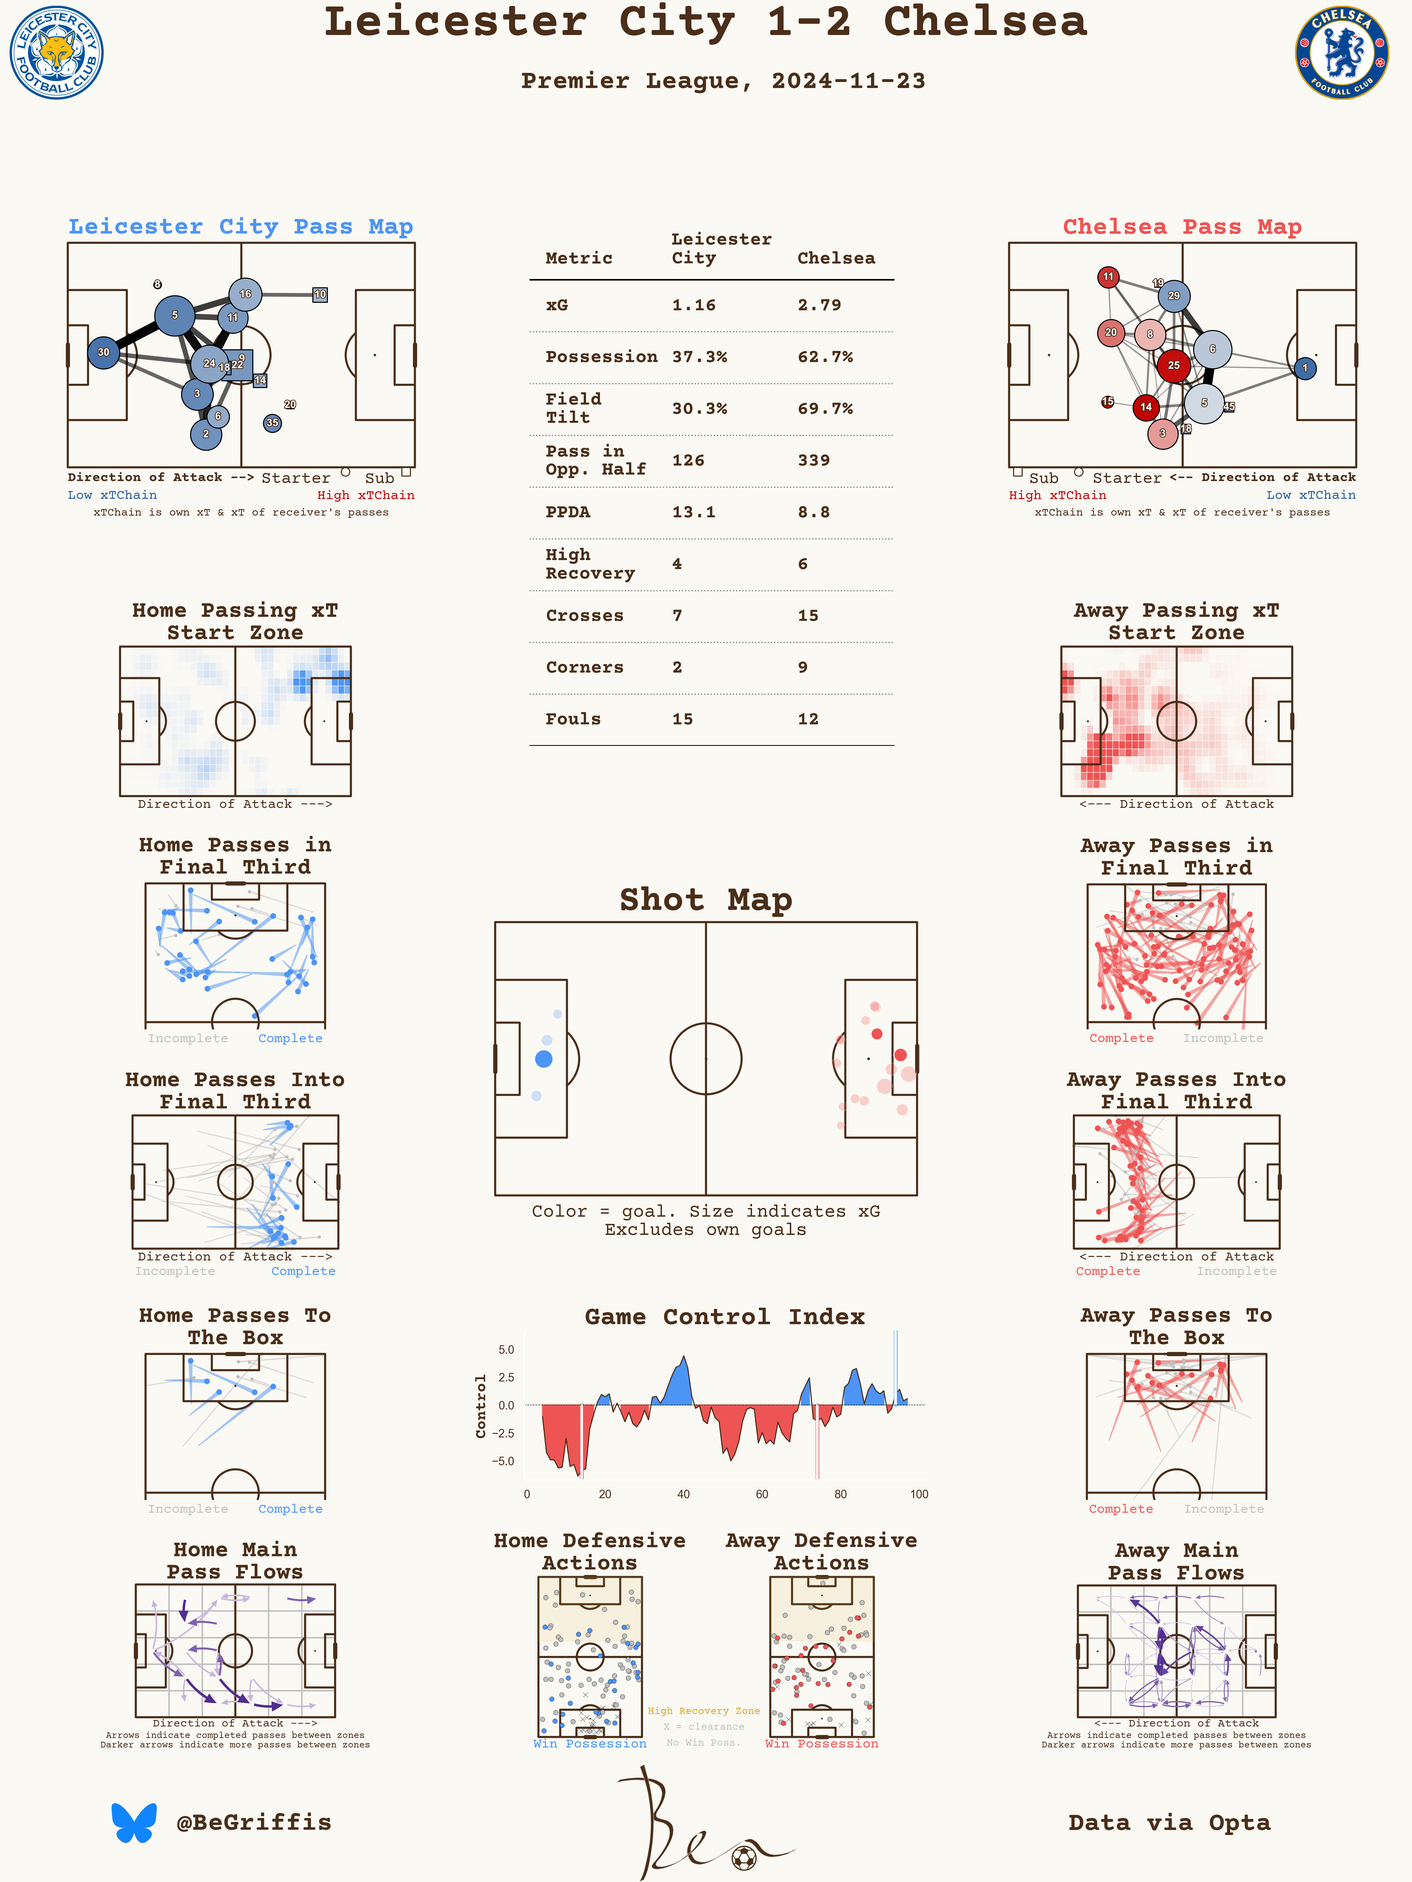 Leicester City 1-2 Chelsea
Premier League, 2024-11-23
LEICESTER CITY
FOOTBALL CLUB
CHELSEA
FOOTBALL CLUB
Leicester City Pass Map
8
16
10
5
11
30
24
9
18
22
14
3
20
6
35
2
Direction of Attack --> Starter Sub
Low xTChain High xTChain
xTChain is own xT & xT of receiver's passes
Metric Leicester City Chelsea
xG 1.16 2.79
Possession 37.3% 62.7%
Field Tilt 30.3% 69.7%
Pass in Opp. Half 126 339
PPDA 13.1 8.8
High Recovery 4 6
Crosses 7 15
Corners 2 9
Fouls 15 12
Chelsea Pass Map
11
19
29
20
8
6
25
1
15
14
5
45
3
18
Sub Starter <-- Direction of Attack
High xTChain Low xTChain
xTChain is own xT & xT of receiver's passes
Home Passing xT
Start Zone
Direction of Attack --->
Away Passing xT
Start Zone
<--- Direction of Attack
Home Passes in
Final Third
Incomplete Complete
Away Passes in
Final Third
Complete Incomplete
Shot Map
Color = goal. Size indicates xG
Excludes own goals
Home Passes Into
Final Third
Direction of Attack --->
Incomplete Complete
Away Passes Into
Final Third
<--- Direction of Attack
Complete Incomplete
Home Passes To
The Box
Incomplete Complete
Game Control Index
Control
5.0
2.5
0.0
−2.5
−5.0
0 20 40 60 80 100
Away Passes To
The Box
Complete Incomplete
Home Main
Pass Flows
Direction of Attack --->
Arrows indicate completed passes between zones
Darker arrows indicate more passes between zones
Home Defensive
Actions
Win Possession
Away Defensive
Actions
Win Possession
High Recovery Zone
X = clearance
No Win Poss.
Away Main
Pass Flows
<--- Direction of Attack
Arrows indicate completed passes between zones
Darker arrows indicate more passes between zones
@BeGriffis
Ben
Data via Opta